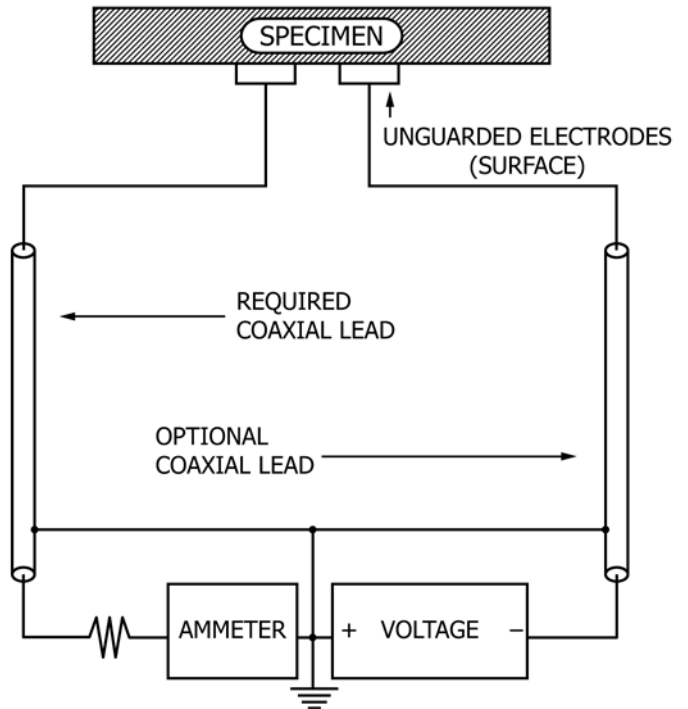 SPECIMEN
UNGUARDED ELECTRODES
(SURFACE)
REQUIRED
COAXIAL LEAD
OPTIONAL
COAXIAL LEAD
AMMETER
+ VOLTAGE −